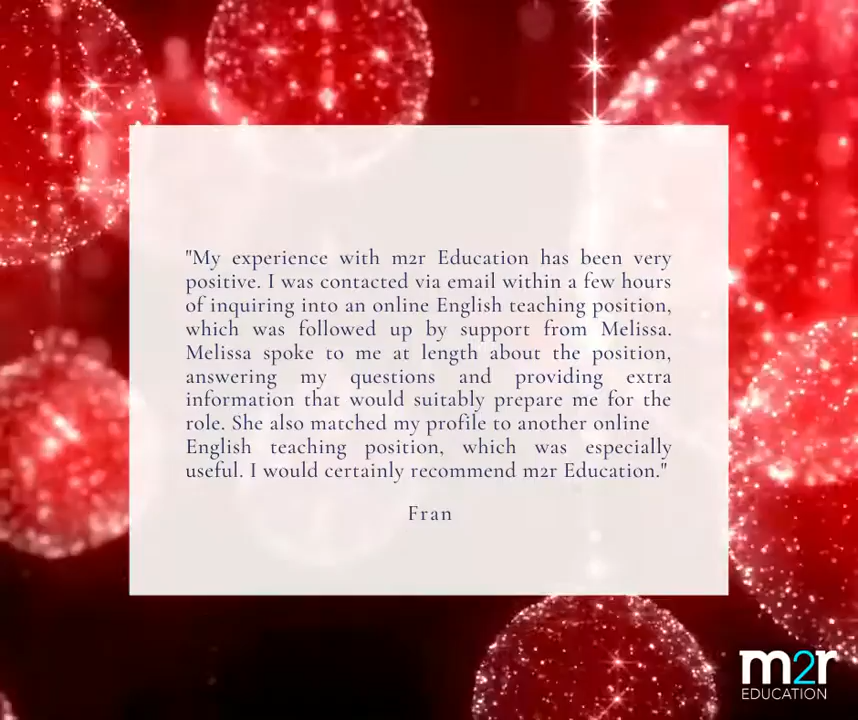 "My experience with m2r Education has been very
positive. I was contacted via email within a few hours
of inquiring into an online English teaching position,
which was followed up by support from Melissa.
Melissa spoke to me at length about the position,
answering my questions and providing extra
information that would suitably prepare me for the
role. She also matched my profile to another online
English teaching position, which was especially
useful. I would certainly recommend m2r Education."
Fran
m2r
EDUCATION